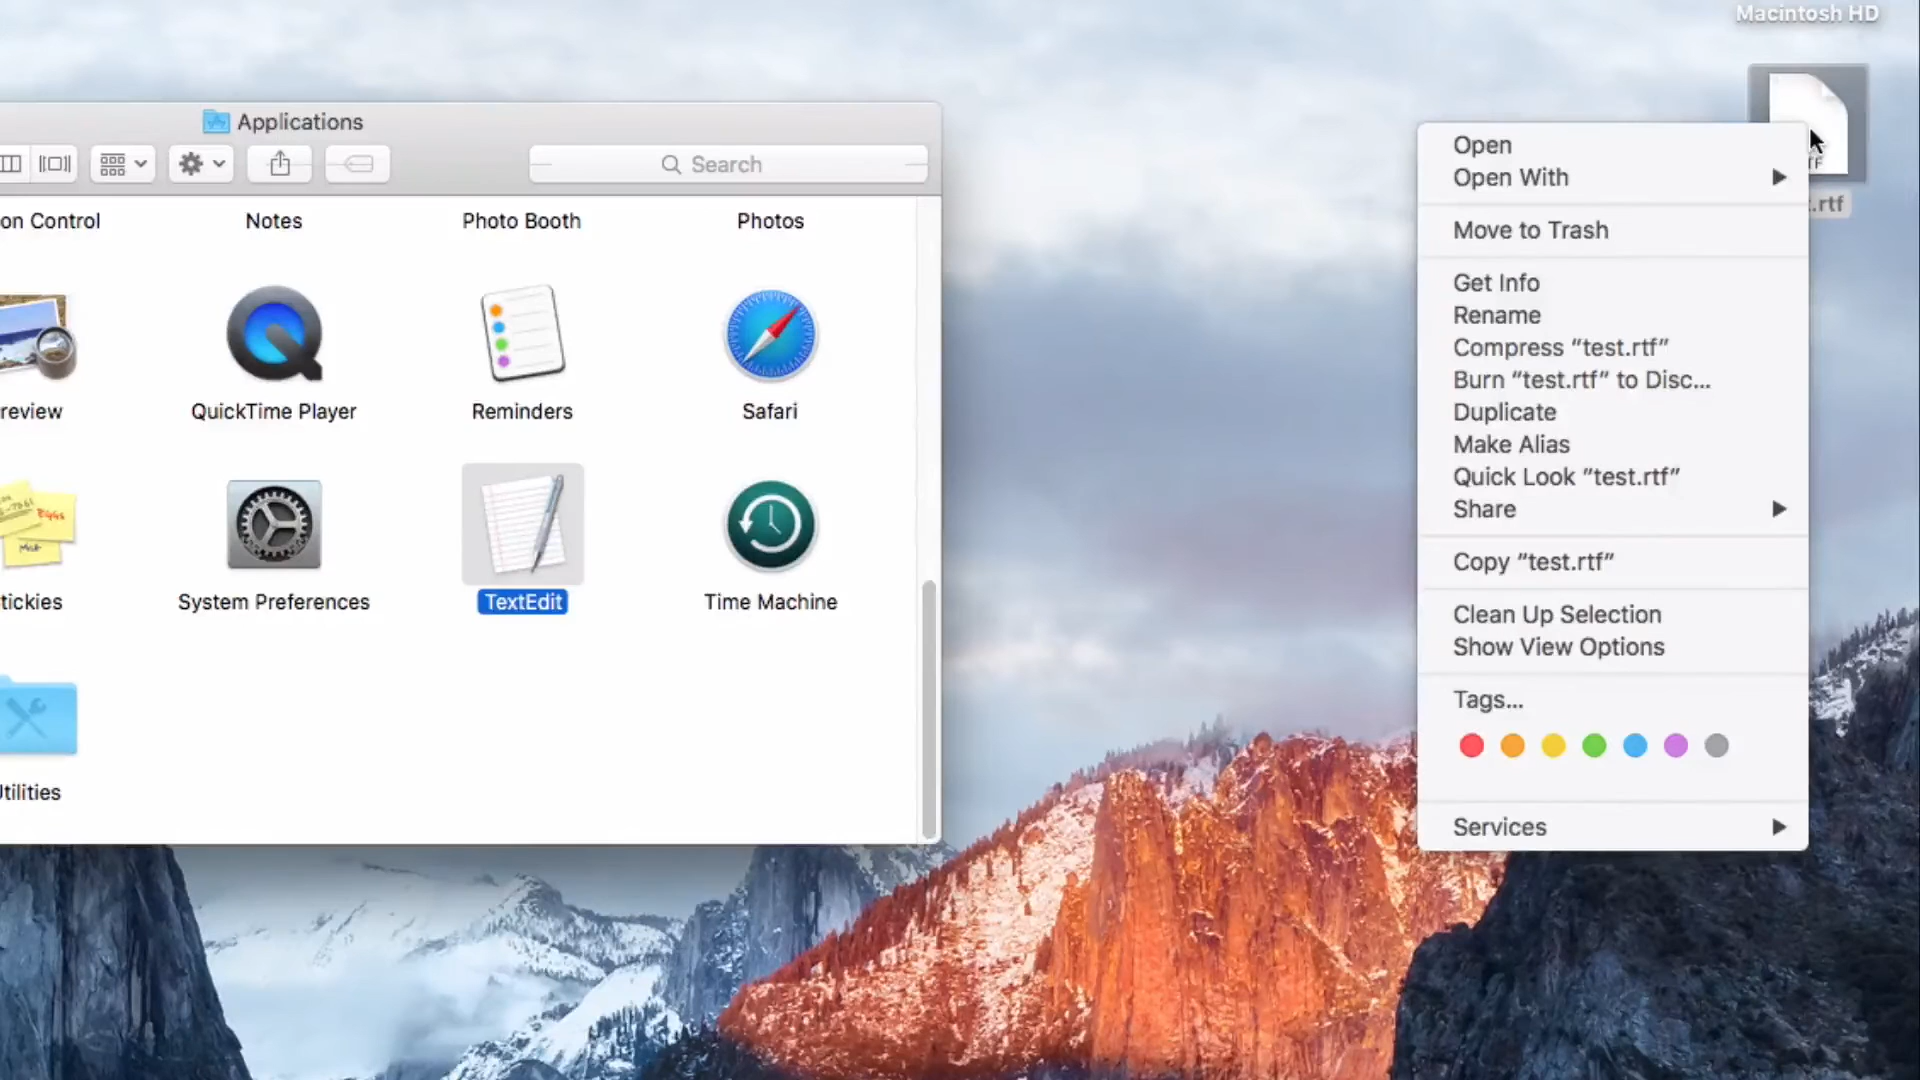 Macintosh HD
Applications
Search
on Control
Notes
Photo Booth
Photos
review
QuickTime Player
Reminders
Safari
tickies
System Preferences
TextEdit
Time Machine
Utilities
.rtf
Open
Open With
Move to Trash
Get Info
Rename
Compress “test.rtf”
Burn “test.rtf” to Disc...
Duplicate
Make Alias
Quick Look “test.rtf”
Share
Copy “test.rtf”
Clean Up Selection
Show View Options
Tags...
Services